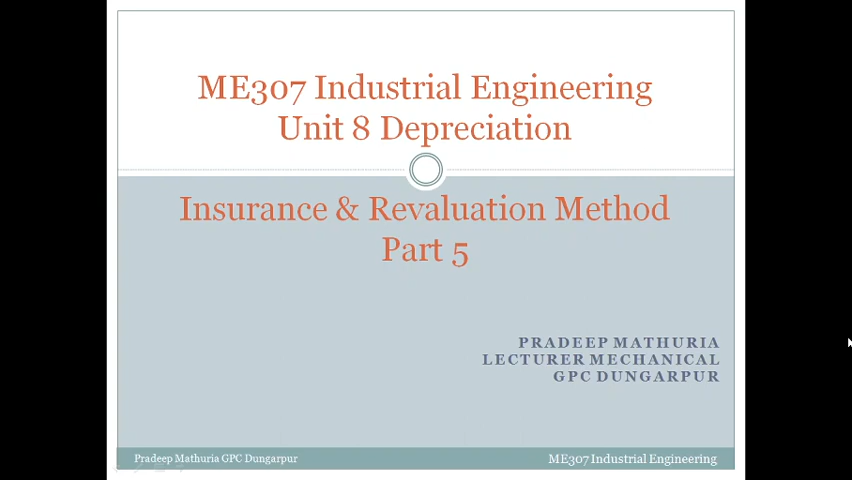 ME307 Industrial Engineering
Unit 8 Depreciation
Insurance & Revaluation Method
Part 5
PRADEEP MATHURIA
LECTURER MECHANICAL
GPC DUNGARPUR
Pradeep Mathuria GPC Dungarpur
ME307 Industrial Engineering